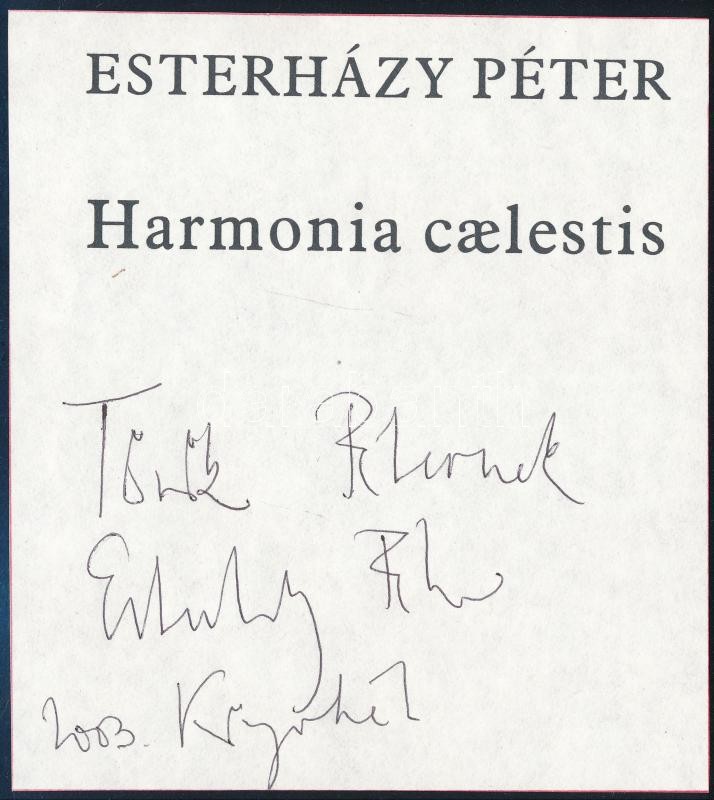 ESTERHÁZY PÉTER
Harmonia cælestis
Török Péternek
Esterházy Péter
2003. Könyvhét